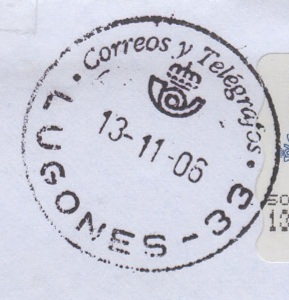 Correos y Telégrafos
13-11-06
LUGONES - 33